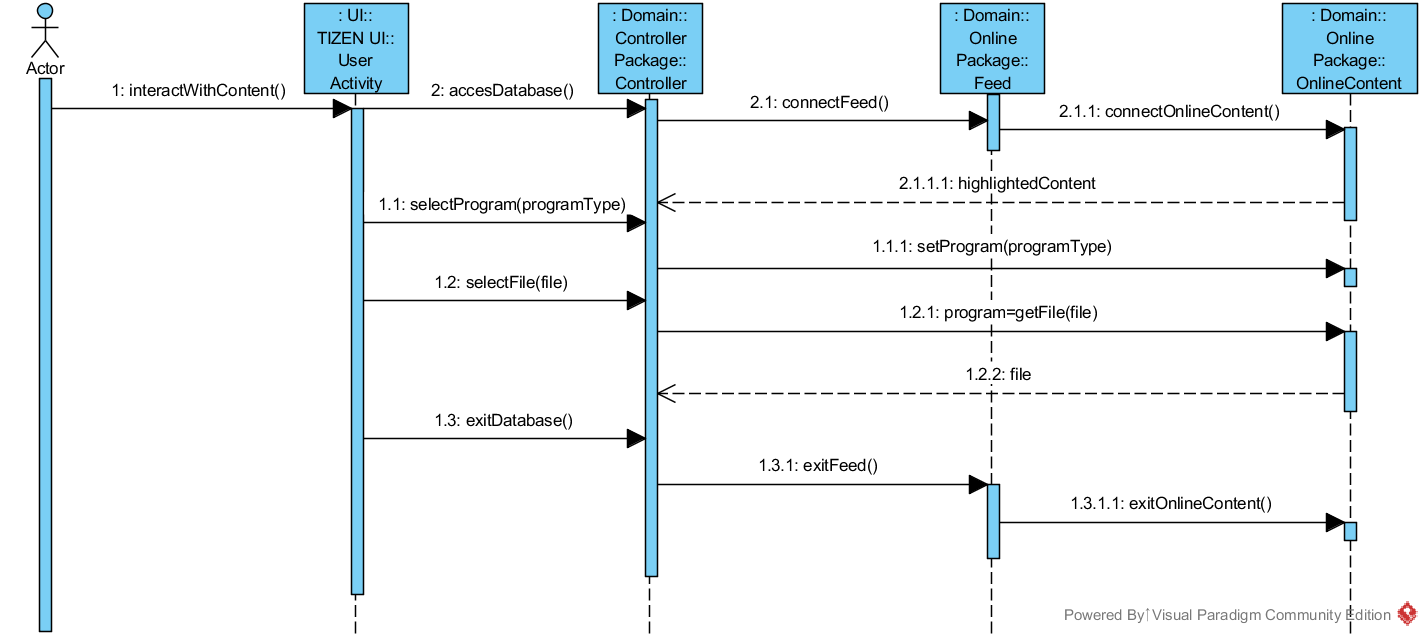 Actor
: UI::
TIZEN UI::
User
Activity
: Domain::
Controller
Package::
Controller
: Domain::
Online
Package::
Feed
: Domain::
Online
Package::
OnlineContent
1: interactWithContent()
2: accesDatabase()
2.1: connectFeed()
2.1.1: connectOnlineContent()
2.1.1.1: highlightedContent
1.1: selectProgram(programType)
1.1.1: setProgram(programType)
1.2: selectFile(file)
1.2.1: program=getFile(file)
1.2.2: file
1.3: exitDatabase()
1.3.1: exitFeed()
1.3.1.1: exitOnlineContent()
Powered By Visual Paradigm Community Edition